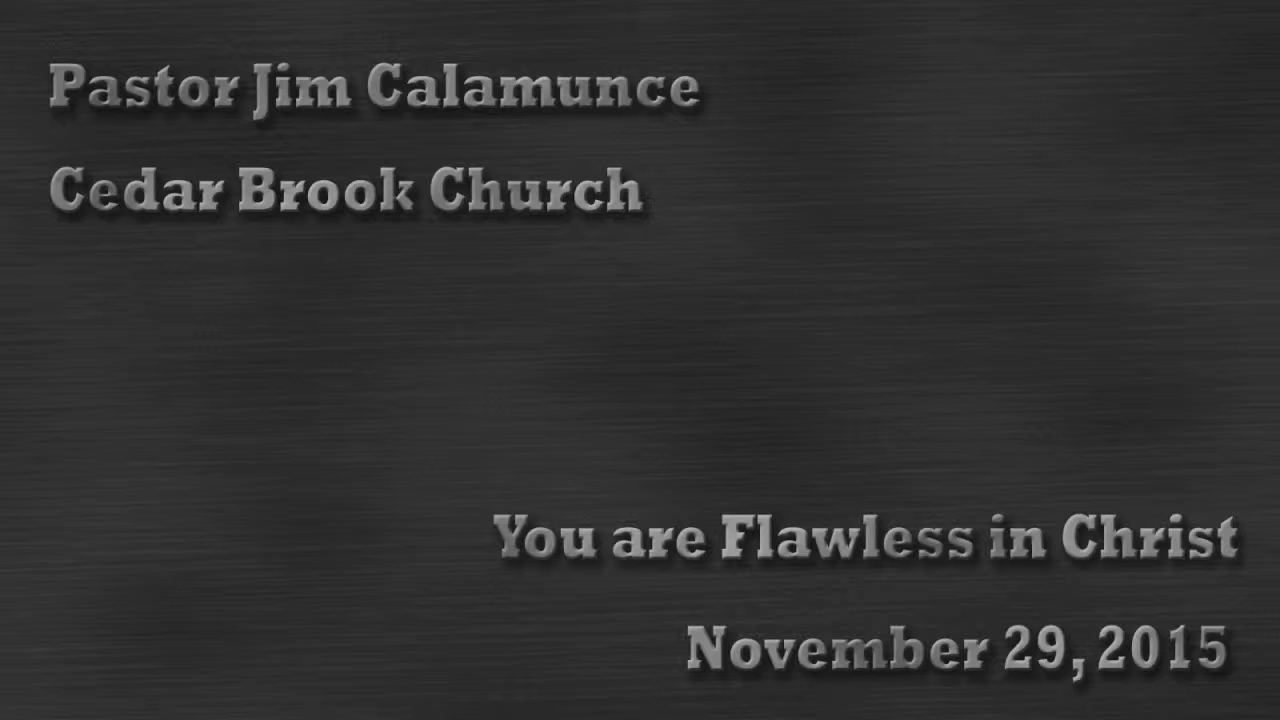 Pastor Jim Calamunce
Cedar Brook Church
You are Flawless in Christ
November 29, 2015